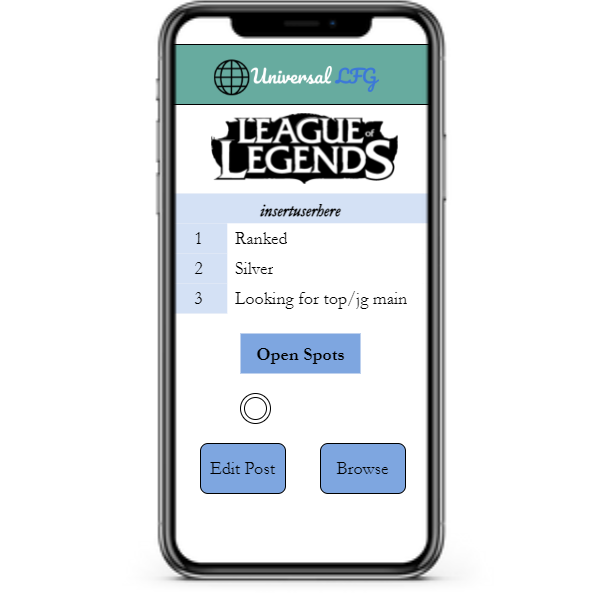 Universal LFG
LEAGUE of
LEGENDS
insertuserhere
1 Ranked
2 Silver
3 Looking for top/jg main
Open Spots
Edit Post Browse